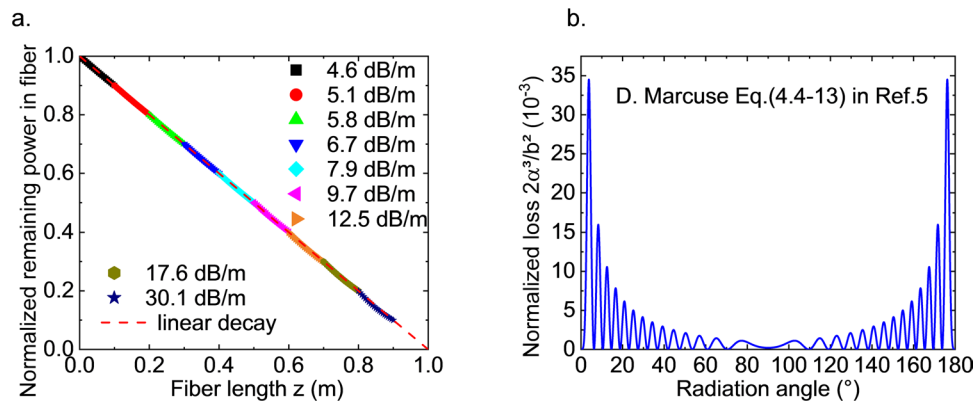 a.
Normalized remaining power in fiber
1.0
0.8
0.6
0.4
0.2
0.0
4.6 dB/m
5.1 dB/m
5.8 dB/m
6.7 dB/m
7.9 dB/m
9.7 dB/m
12.5 dB/m
17.6 dB/m
30.1 dB/m
linear decay
0.0 0.2 0.4 0.6 0.8 1.0
Fiber length z (m)
b.
Normalized loss 2α³/b² (10⁻³)
35
30
25
20
15
10
5
0
D. Marcuse Eq.(4.4-13) in Ref.5
0 20 40 60 80 100 120 140 160 180
Radiation angle (°)